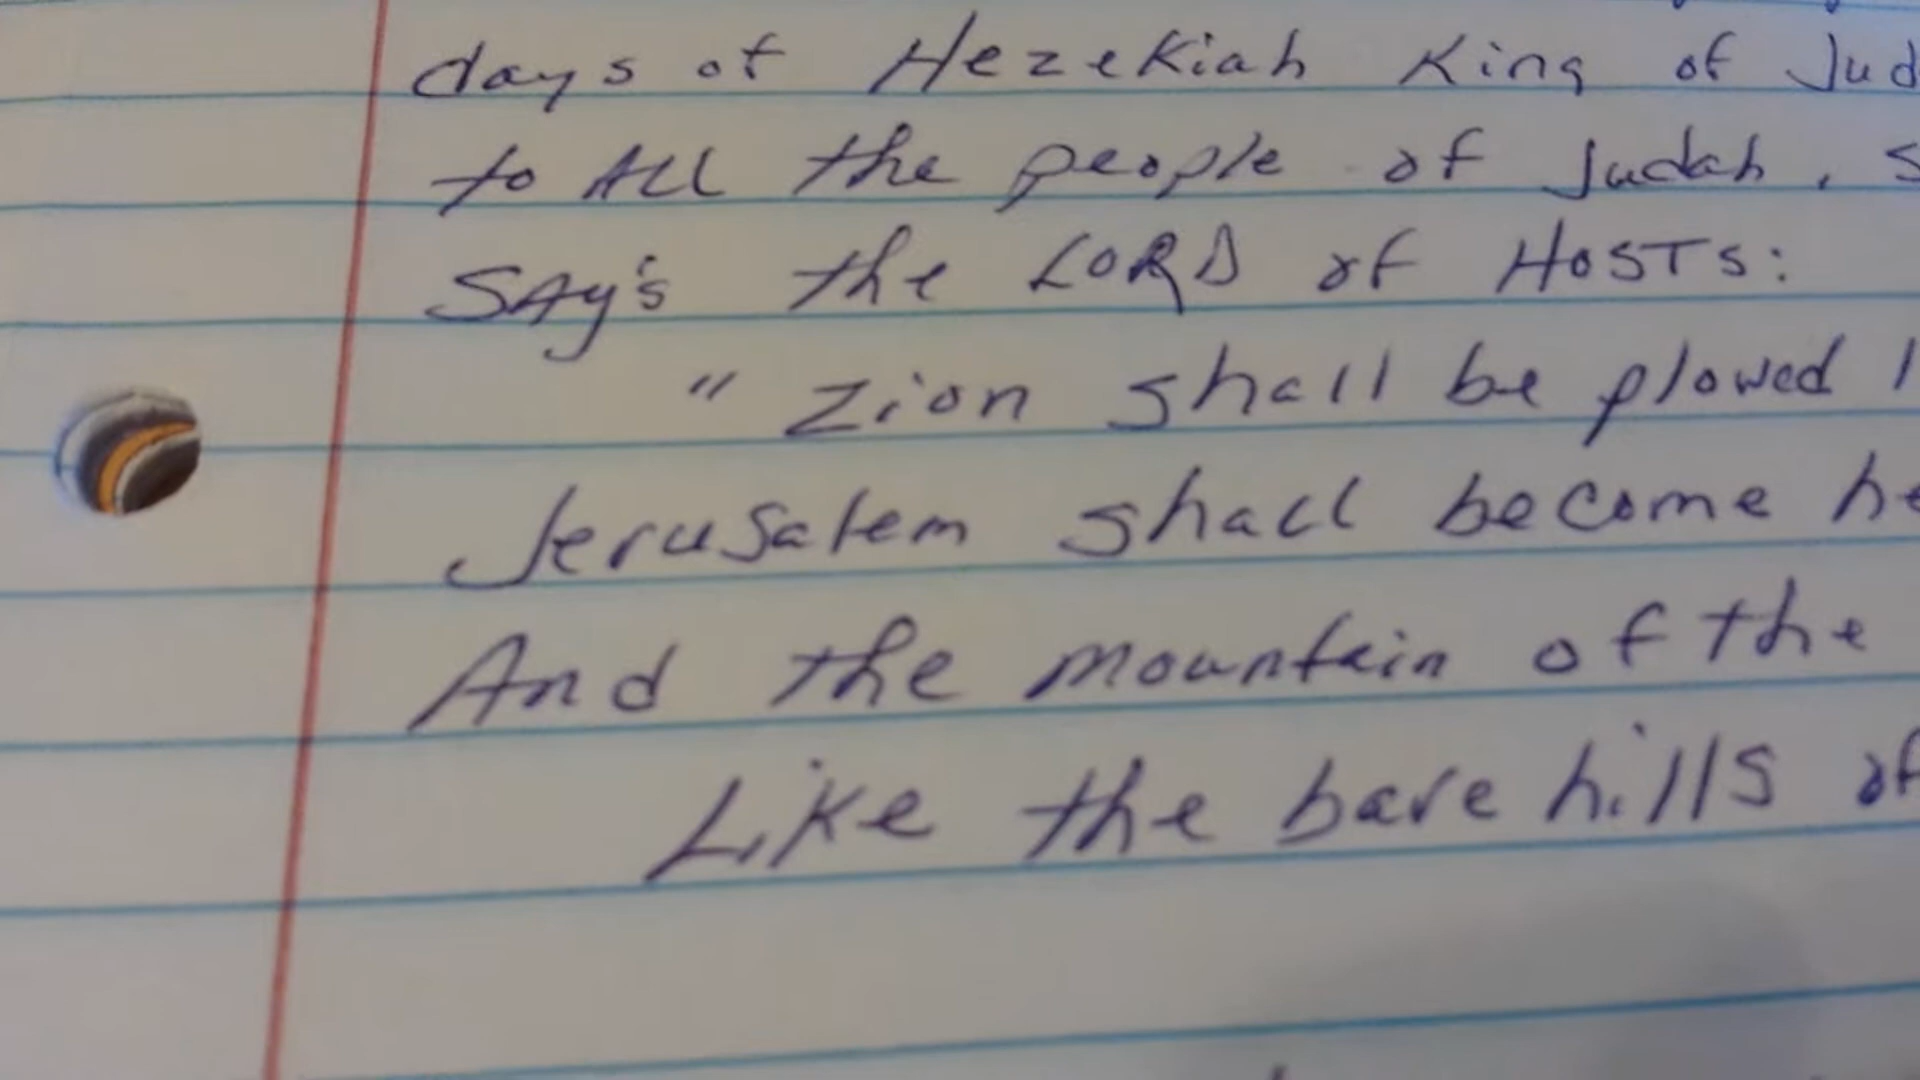 days of Hezekiah King of Jud
to All the people of Judah, s
SAy's the LORD of HOSTS:
" Zion shall be plowed l
Jerusalem shall become he
And the mountain of the
Like the bare hills of